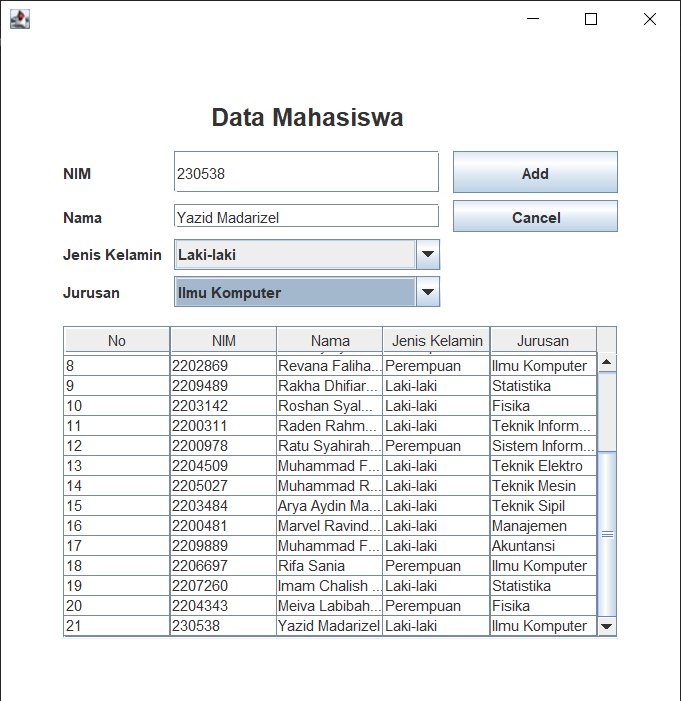 Data Mahasiswa
NIM 230538 Add
Nama Yazid Madarizel Cancel
Jenis Kelamin Laki-laki
Jurusan Ilmu Komputer
No NIM Nama Jenis Kelamin Jurusan
8 2202869 Revana Faliha... Perempuan Ilmu Komputer
9 2209489 Rakha Dhifiar... Laki-laki Statistika
10 2203142 Roshan Syal... Laki-laki Fisika
11 2200311 Raden Rahm... Laki-laki Teknik Inform...
12 2200978 Ratu Syahirah... Perempuan Sistem Inform...
13 2204509 Muhammad F... Laki-laki Teknik Elektro
14 2205027 Muhammad R... Laki-laki Teknik Mesin
15 2203484 Arya Aydin Ma... Laki-laki Teknik Sipil
16 2200481 Marvel Ravind... Laki-laki Manajemen
17 2209889 Muhammad F... Laki-laki Akuntansi
18 2206697 Rifa Sania Perempuan Ilmu Komputer
19 2207260 Imam Chalish ... Laki-laki Statistika
20 2204343 Meiva Labibah... Perempuan Fisika
21 230538 Yazid Madarizel Laki-laki Ilmu Komputer